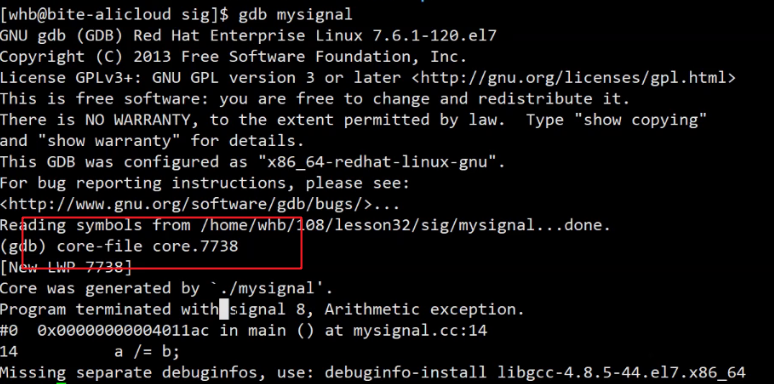 [whb@bite-alicloud sig]$ gdb mysignal
GNU gdb (GDB) Red Hat Enterprise Linux 7.6.1-120.el7
Copyright (C) 2013 Free Software Foundation, Inc.
License GPLv3+: GNU GPL version 3 or later <http://gnu.org/licenses/gpl.html>
This is free software: you are free to change and redistribute it.
There is NO WARRANTY, to the extent permitted by law.  Type "show copying"
and "show warranty" for details.
This GDB was configured as "x86_64-redhat-linux-gnu".
For bug reporting instructions, please see:
<http://www.gnu.org/software/gdb/bugs/>...
Reading symbols from /home/whb/108/lesson32/sig/mysignal...done.
(gdb) core-file core.7738
[New LWP 7738]
Core was generated by `./mysignal'.
Program terminated with signal 8, Arithmetic exception.
#0  0x00000000004011ac in main () at mysignal.cc:14
14          a /= b;
Missing separate debuginfos, use: debuginfo-install libgcc-4.8.5-44.el7.x86_64